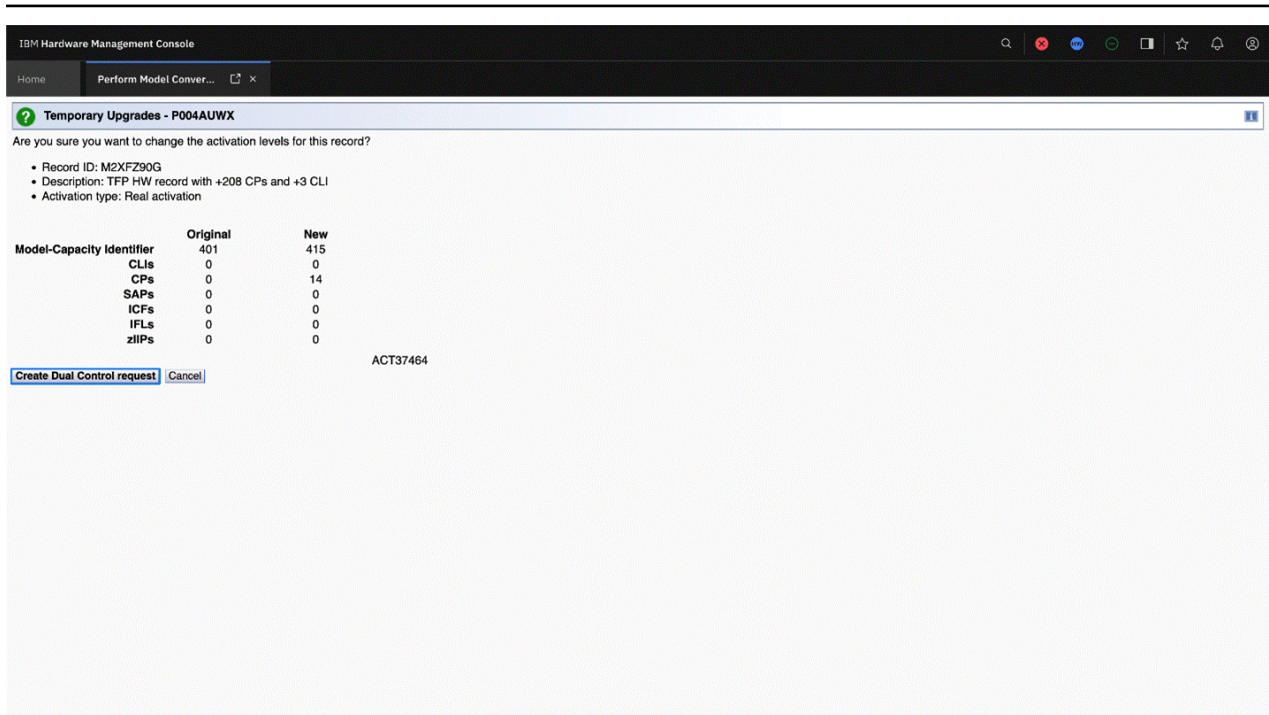 IBM Hardware Management Console
HW
Home
Perform Model Conver...
Temporary Upgrades - P004AUWX
Are you sure you want to change the activation levels for this record?
• Record ID: M2XFZ90G
• Description: TFP HW record with +208 CPs and +3 CLI
• Activation type: Real activation
Original New
Model-Capacity Identifier 401 415
CLIs 0 0
CPs 0 14
SAPs 0 0
ICFs 0 0
IFLs 0 0
zIIPs 0 0
ACT37464
Create Dual Control request Cancel